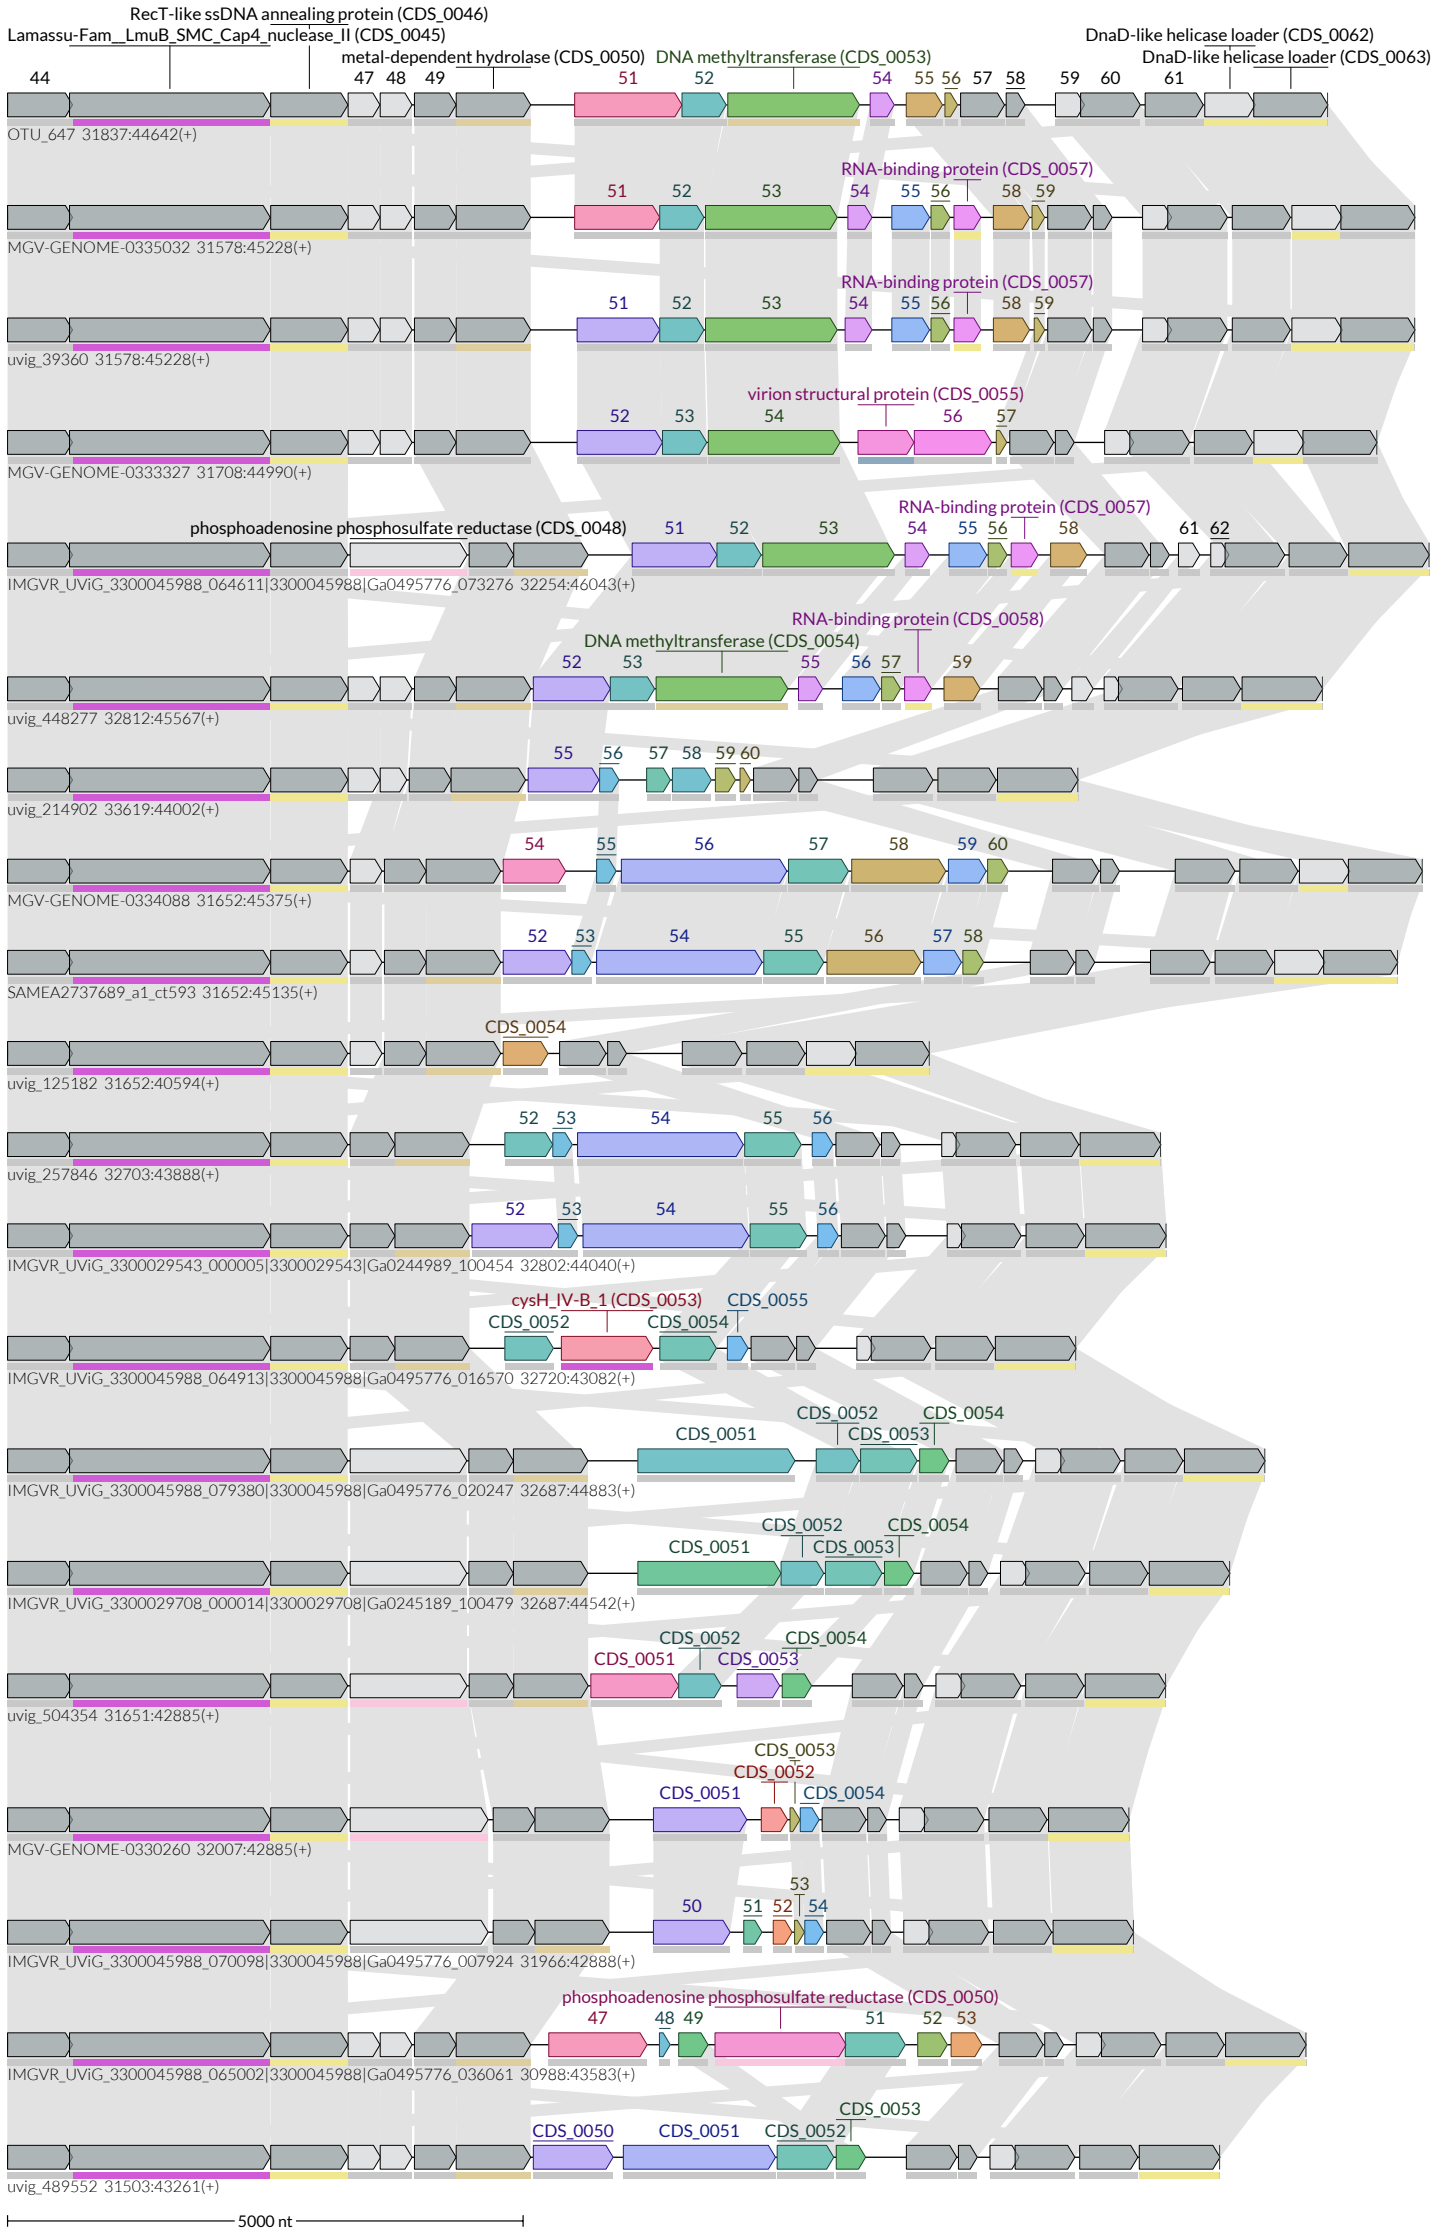 RecT-like ssDNA annealing protein (CDS_0046)
Lamassu-Fam__LmuB_SMC_Cap4_nuclease_II (CDS_0045)
DnaD-like helicase loader (CDS_0062)
metal-dependent hydrolase (CDS_0050) DNA methyltransferase (CDS_0053) DnaD-like helicase loader (CDS_0063)
44 47 48 49 51 52 54 55 56 57 58 59 60 61
OTU_647 31837:44642(+)
RNA-binding protein (CDS_0057)
51 52 53 54 55 56 58 59
MGV-GENOME-0335032 31578:45228(+)
RNA-binding protein (CDS_0057)
51 52 53 54 55 56 58 59
uvig_39360 31578:45228(+)
virion structural protein (CDS_0055)
52 53 54 56 57
MGV-GENOME-0333327 31708:44990(+)
RNA-binding protein (CDS_0057)
phosphoadenosine phosphosulfate reductase (CDS_0048) 51 52 53 54 55 56 58 61 62
IMGVR_UViG_3300045988_064611|3300045988|Ga0495776_073276 32254:46043(+)
RNA-binding protein (CDS_0058)
DNA methyltransferase (CDS_0054)
52 53 55 56 57 59
uvig_448277 32812:45567(+)
55 56 57 58 59 60
uvig_214902 33619:44002(+)
54 55 56 57 58 59 60
MGV-GENOME-0334088 31652:45375(+)
52 53 54 55 56 57 58
SAMEA2737689_a1_ct593 31652:45135(+)
CDS_0054
uvig_125182 31652:40594(+)
52 53 54 55 56
uvig_257846 32703:43888(+)
52 53 54 55 56
IMGVR_UViG_3300029543_000005|3300029543|Ga0244989_100454 32802:44040(+)
cysH_IV-B_1 (CDS_0053) CDS_0055
CDS_0052 CDS_0054
IMGVR_UViG_3300045988_064913|3300045988|Ga0495776_016570 32720:43082(+)
CDS_0052 CDS_0054
CDS_0051 CDS_0053
IMGVR_UViG_3300045988_079380|3300045988|Ga0495776_020247 32687:44883(+)
CDS_0052 CDS_0054
CDS_0051 CDS_0053
IMGVR_UViG_3300029708_000014|3300029708|Ga0245189_100479 32687:44542(+)
CDS_0052 CDS_0054
CDS_0051 CDS_0053
uvig_504354 31651:42885(+)
CDS_0053
CDS_0052
CDS_0051 CDS_0054
MGV-GENOME-0330260 32007:42885(+)
53
50 51 52 54
IMGVR_UViG_3300045988_070098|3300045988|Ga0495776_007924 31966:42888(+)
phosphoadenosine phosphosulfate reductase (CDS_0050)
47 48 49 51 52 53
IMGVR_UViG_3300045988_065002|3300045988|Ga0495776_036061 30988:43583(+)
CDS_0053
CDS_0050 CDS_0051 CDS_0052
uvig_489552 31503:43261(+)
5000 nt